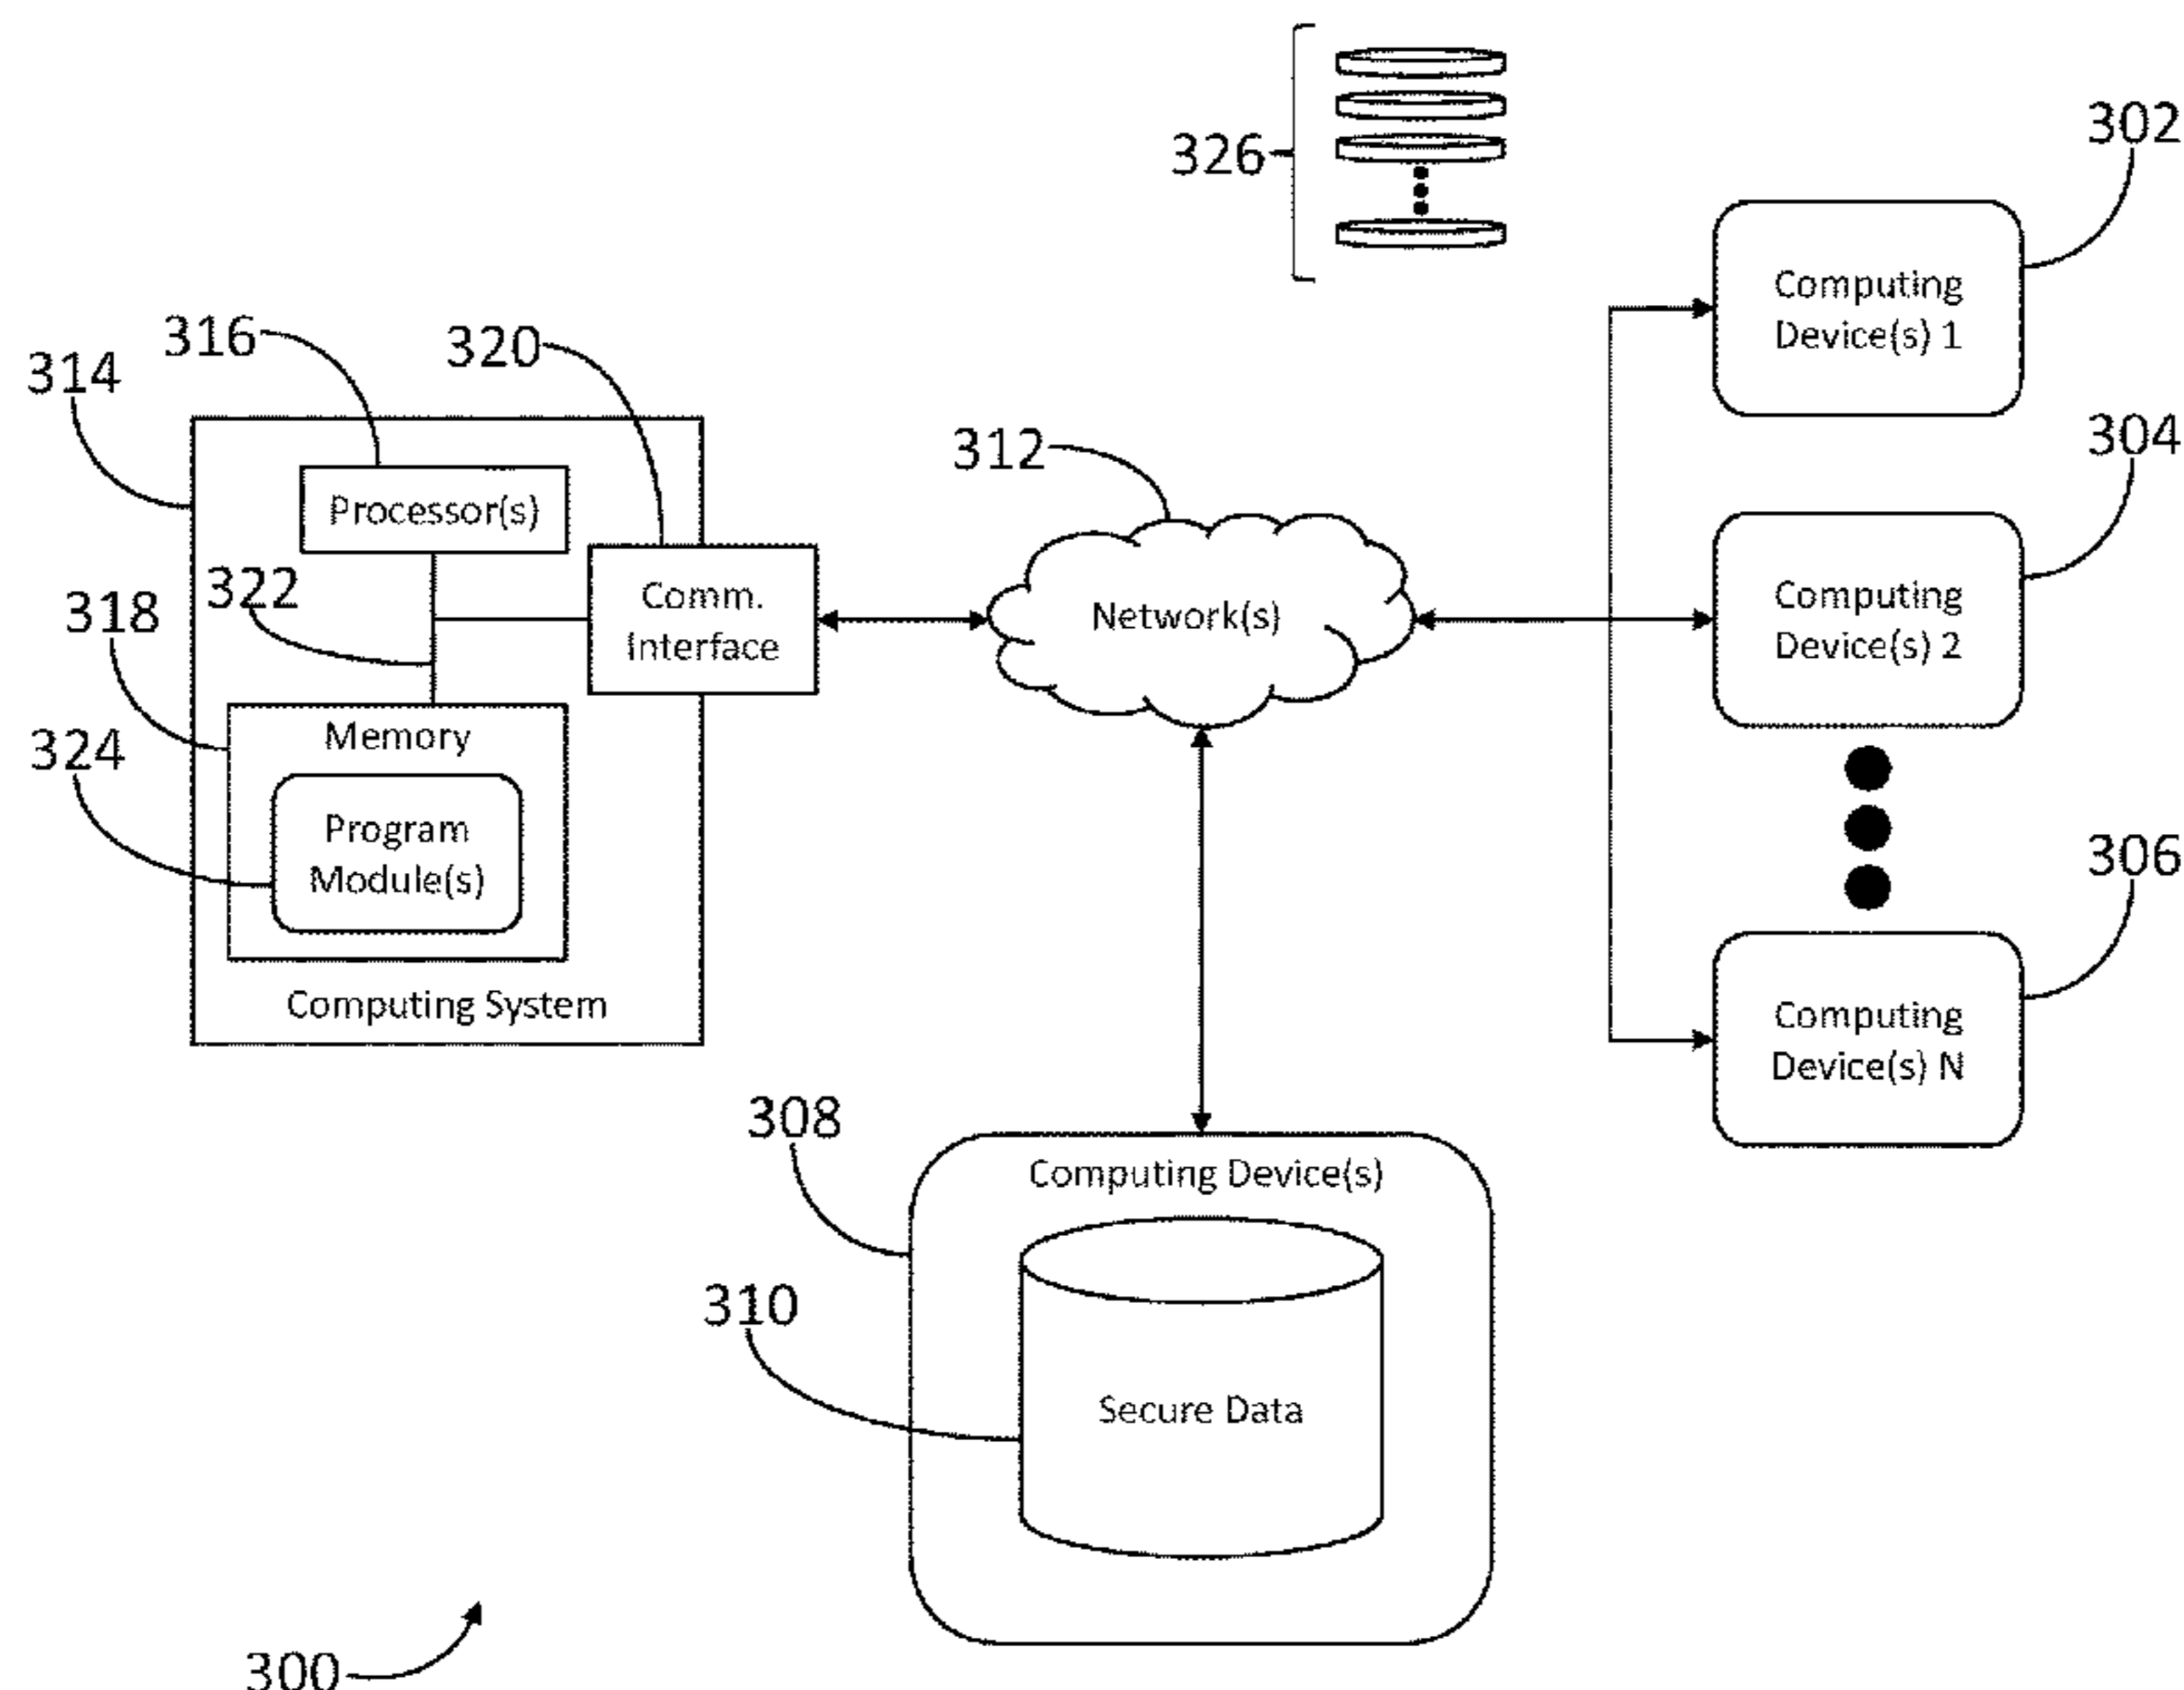 326
302
Computing
Device(s) 1
316
320
314
312
304
Processor(s)
322
318
Comm.
Interface
Network(s)
Computing
Device(s) 2
Memory
324
Program
Module(s)
306
Computing System
Computing
Device(s) N
308
Computing Device(s)
310
Secure Data
300